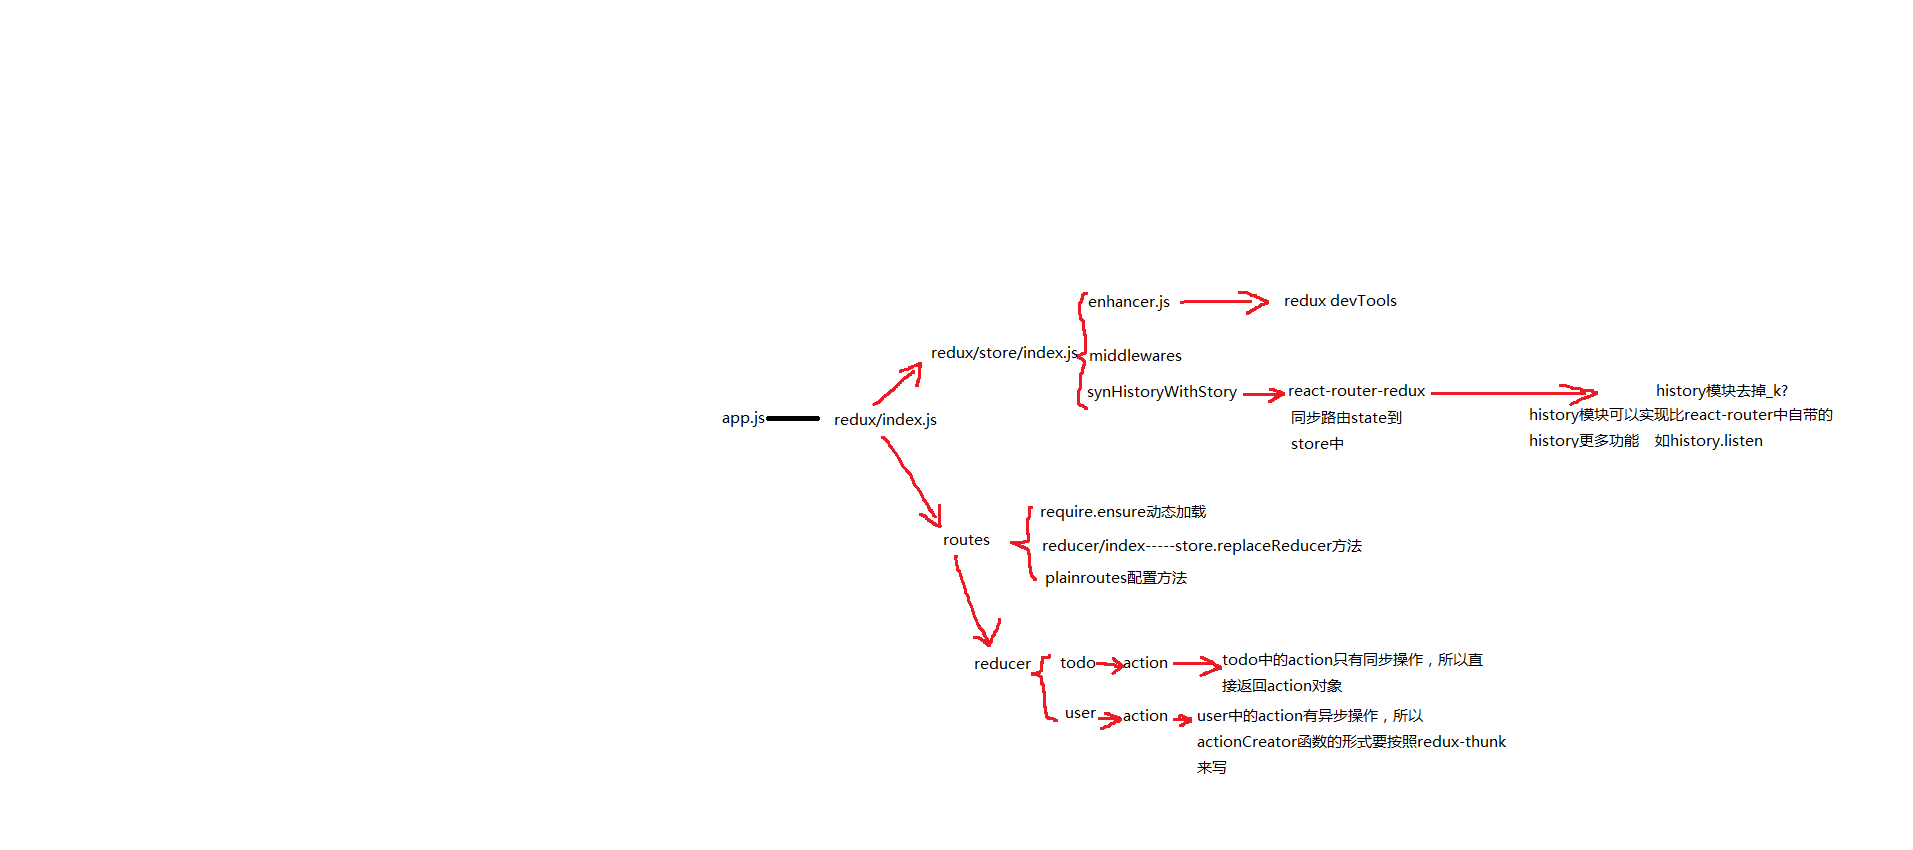 enhancer.js
redux devTools
redux/store/index.js
middlewares
synHistoryWithStory
react-router-redux
同步路由state到
store中
history模块去掉_k?
history模块可以实现比react-router中自带的
history更多功能 如history.listen
app.js
redux/index.js
routes
require.ensure动态加载
reducer/index-----store.replaceReducer方法
plainroutes配置方法
reducer
todo
action
todo中的action只有同步操作，所以直
接返回action对象
user
action
user中的action有异步操作，所以
actionCreator函数的形式要按照redux-thunk
来写